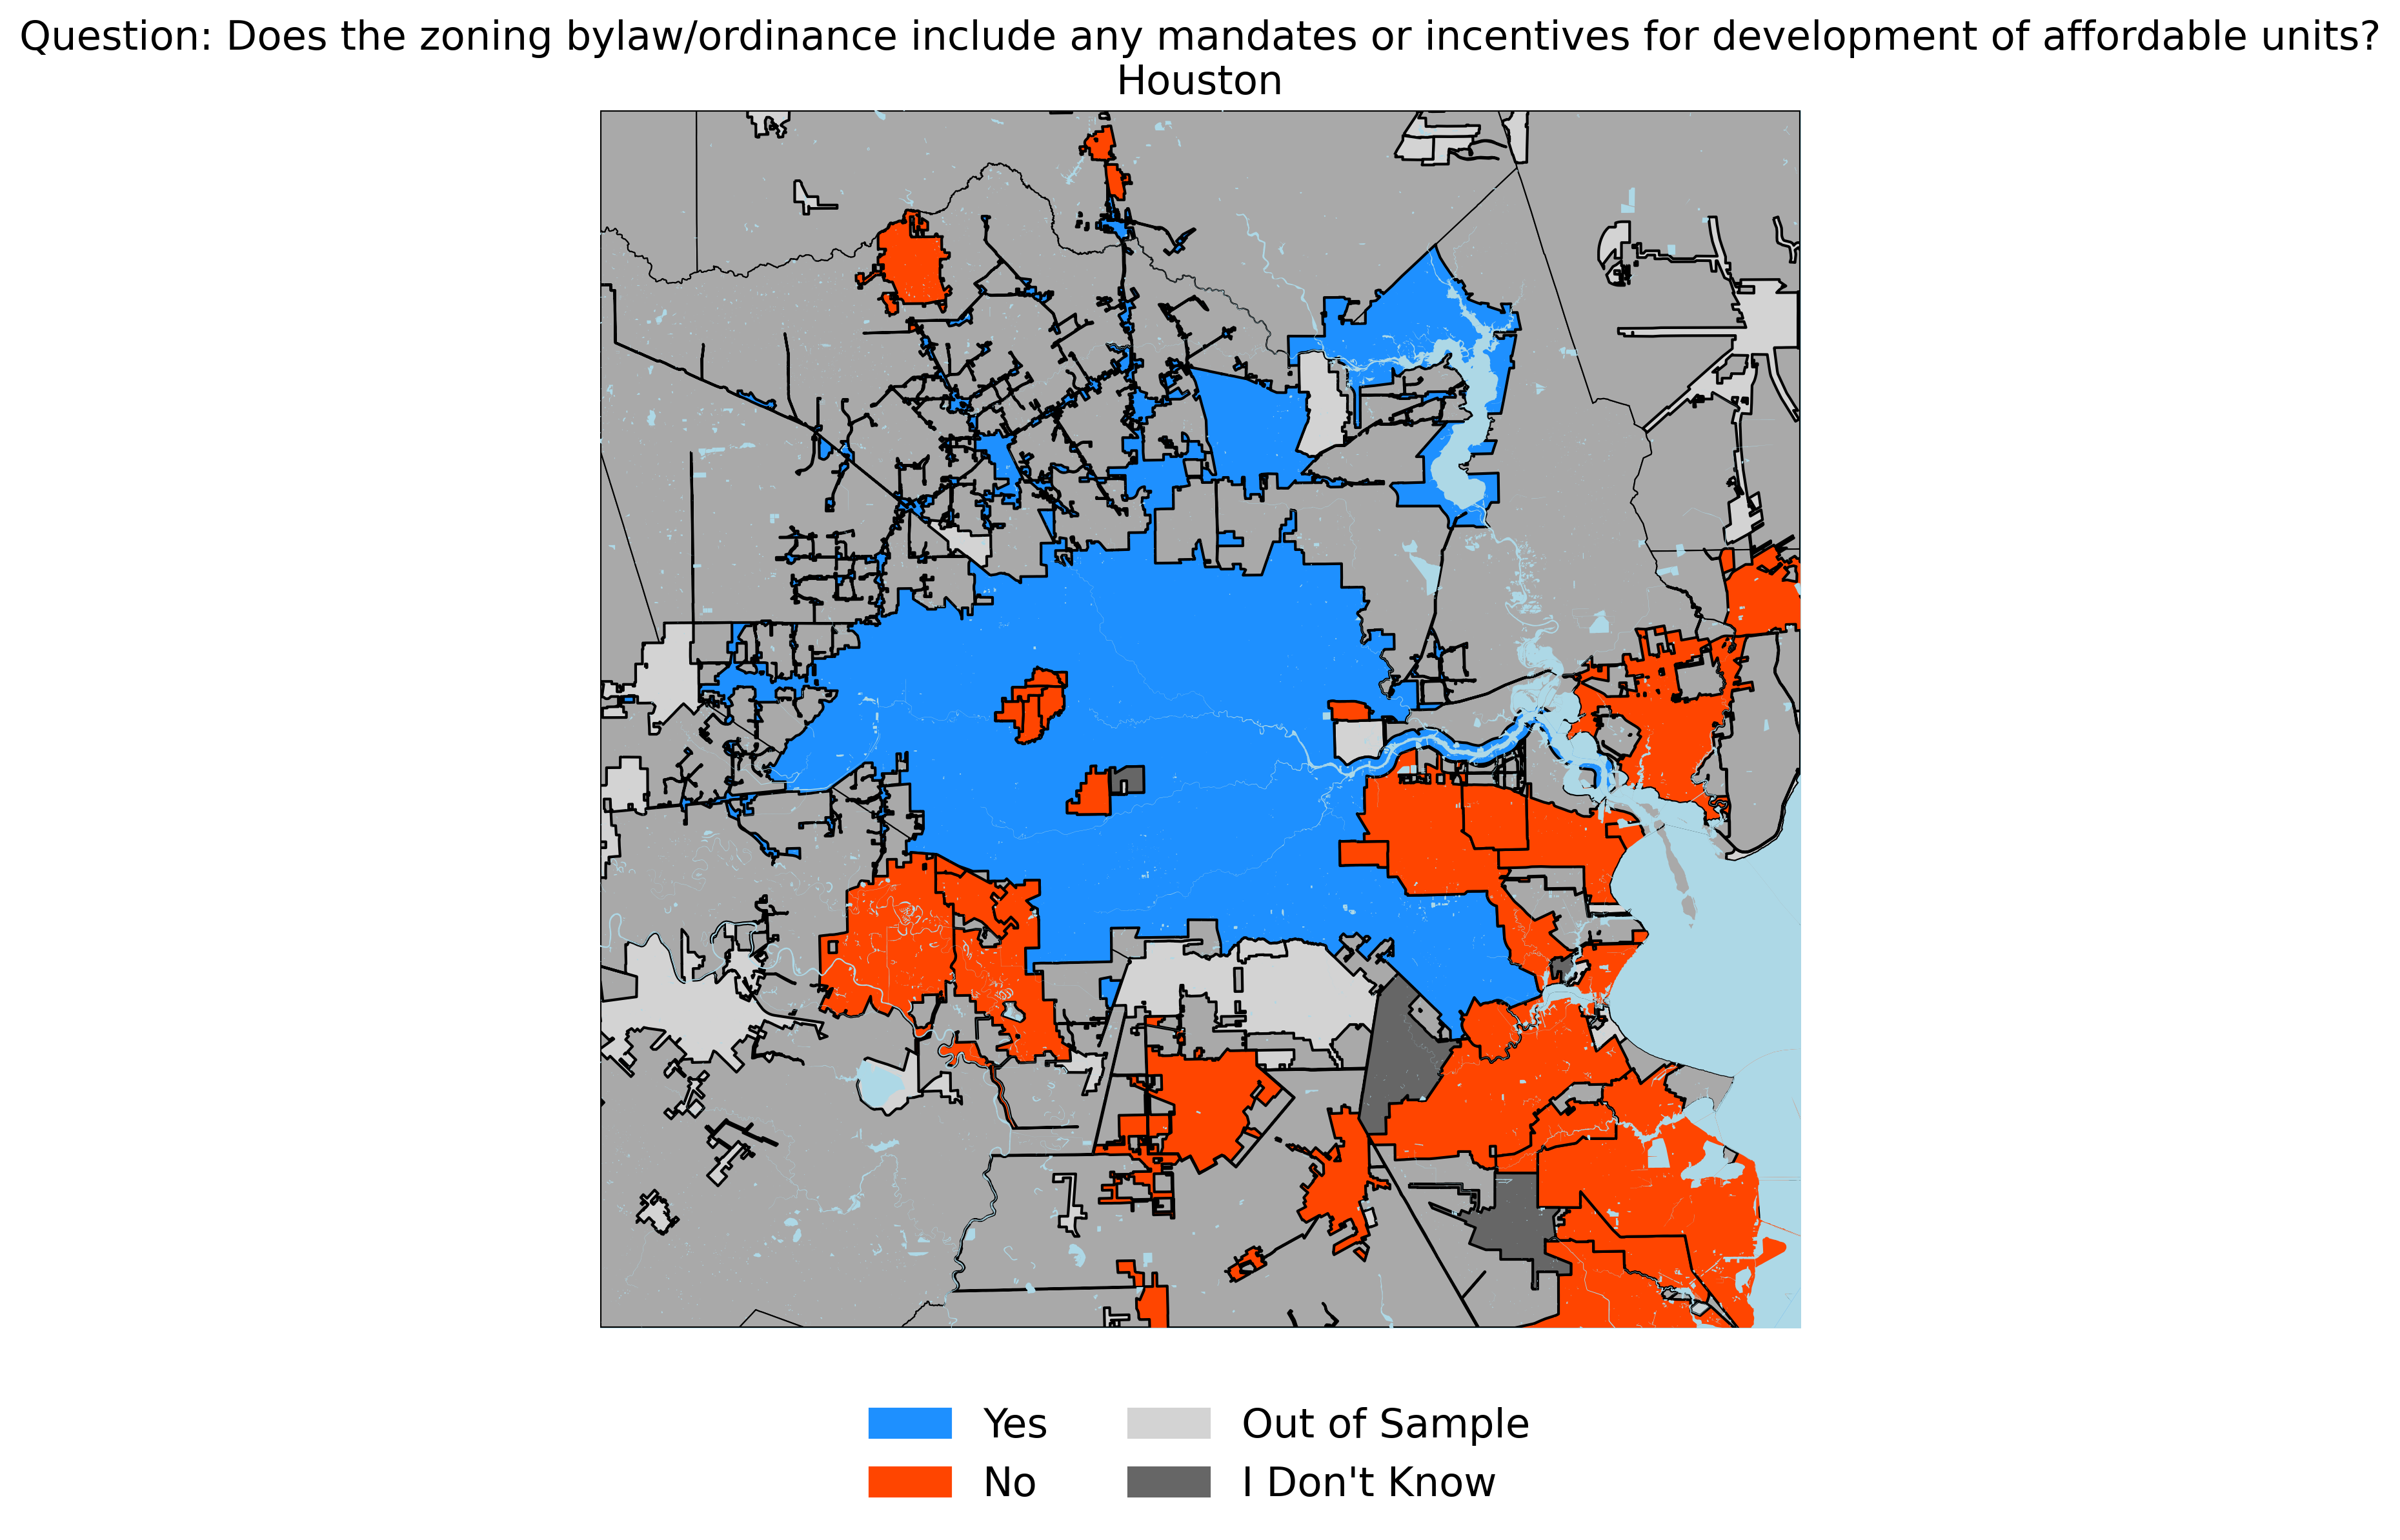 Question: Does the zoning bylaw/ordinance include any mandates or incentives for development of affordable units?
Houston
Yes
Out of Sample
No
I Don't Know